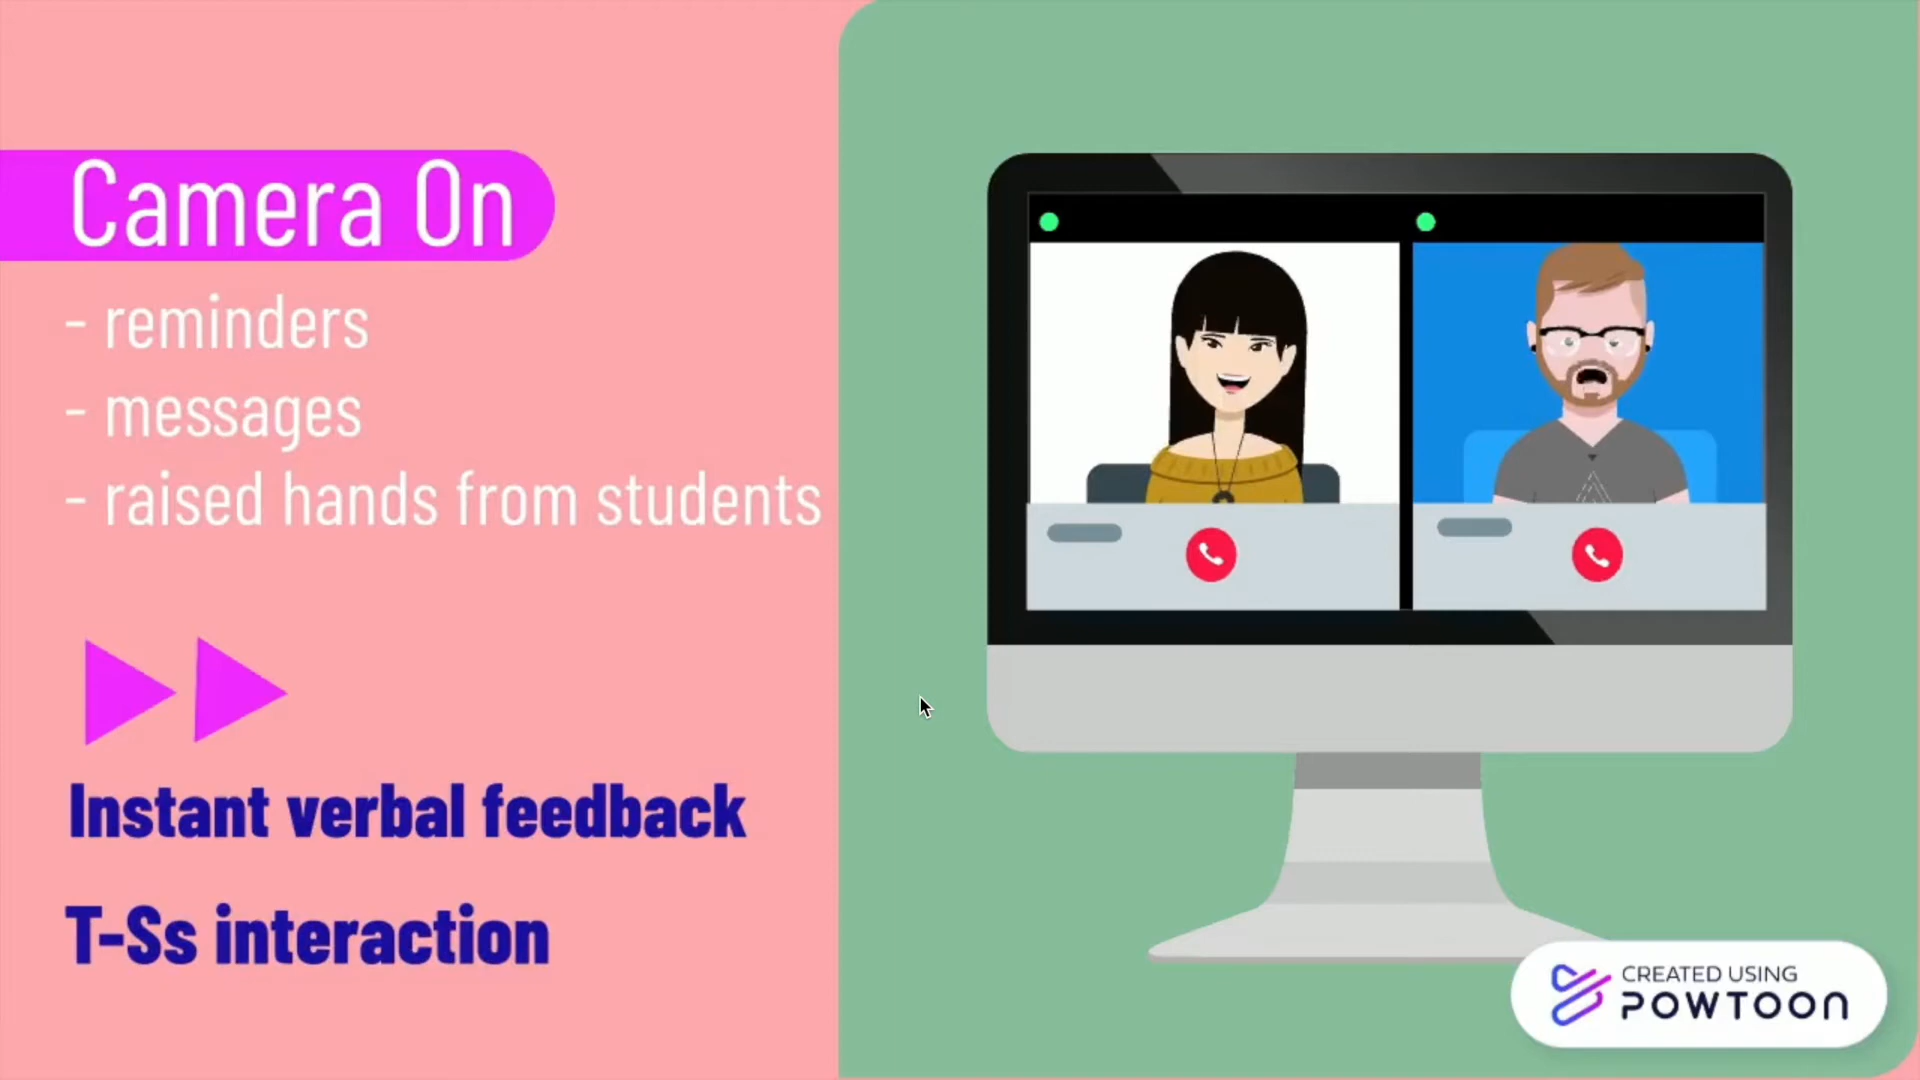 Camera On
- reminders
- messages
- raised hands from students
Instant verbal feedback
T-Ss interaction
CREATED USING
POWTOON